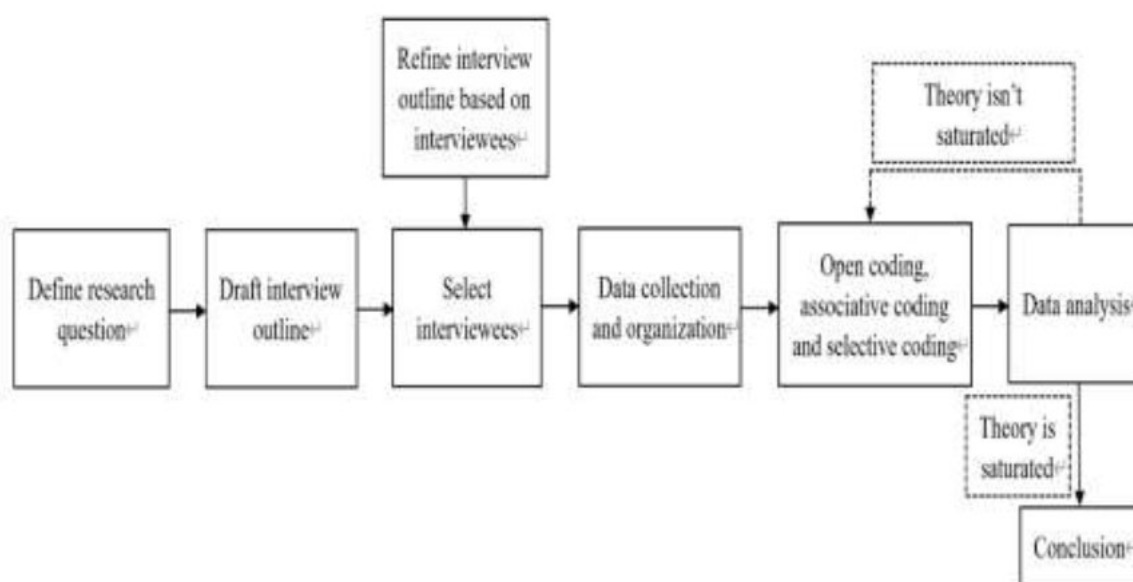 Refine interview
outline based on
interviewees↵
Theory isn't
saturated↵
Define research
question↵
Draft interview
outline↵
Select
interviewees↵
Data collection
and organization↵
Open coding,
associative coding
and selective coding↵
Data analysis↵
Theory is
saturated↵
Conclusion↵